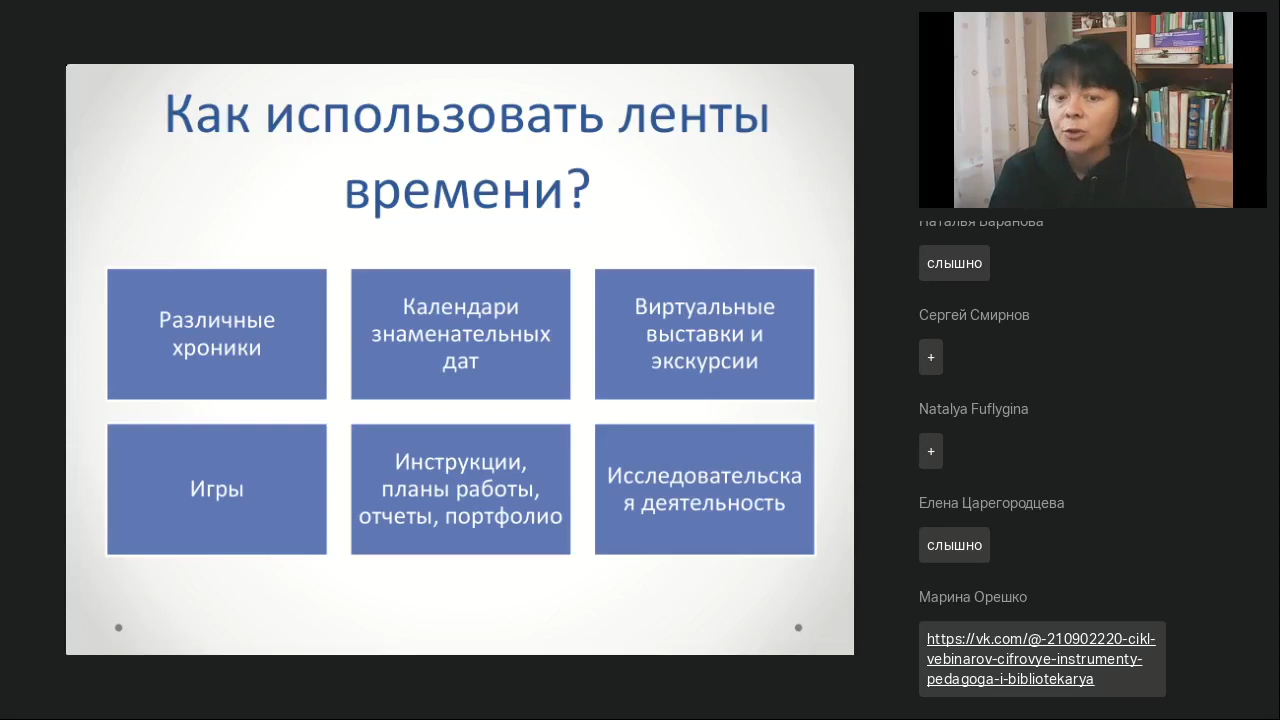 Как использовать ленты
времени?
Различные
хроники
Календари
знаменательных
дат
Виртуальные
выставки и
экскурсии
Игры
Инструкции,
планы работы,
отчеты, портфолио
Исследовательска
я деятельность
Наталья Баранова
слышно
Сергей Смирнов
+
Natalya Fuflygina
+
Елена Царегородцева
слышно
Марина Орешко
https://vk.com/@-210902220-cikl-
vebinarov-cifrovye-instrumenty-
pedagoga-i-bibliotekarya